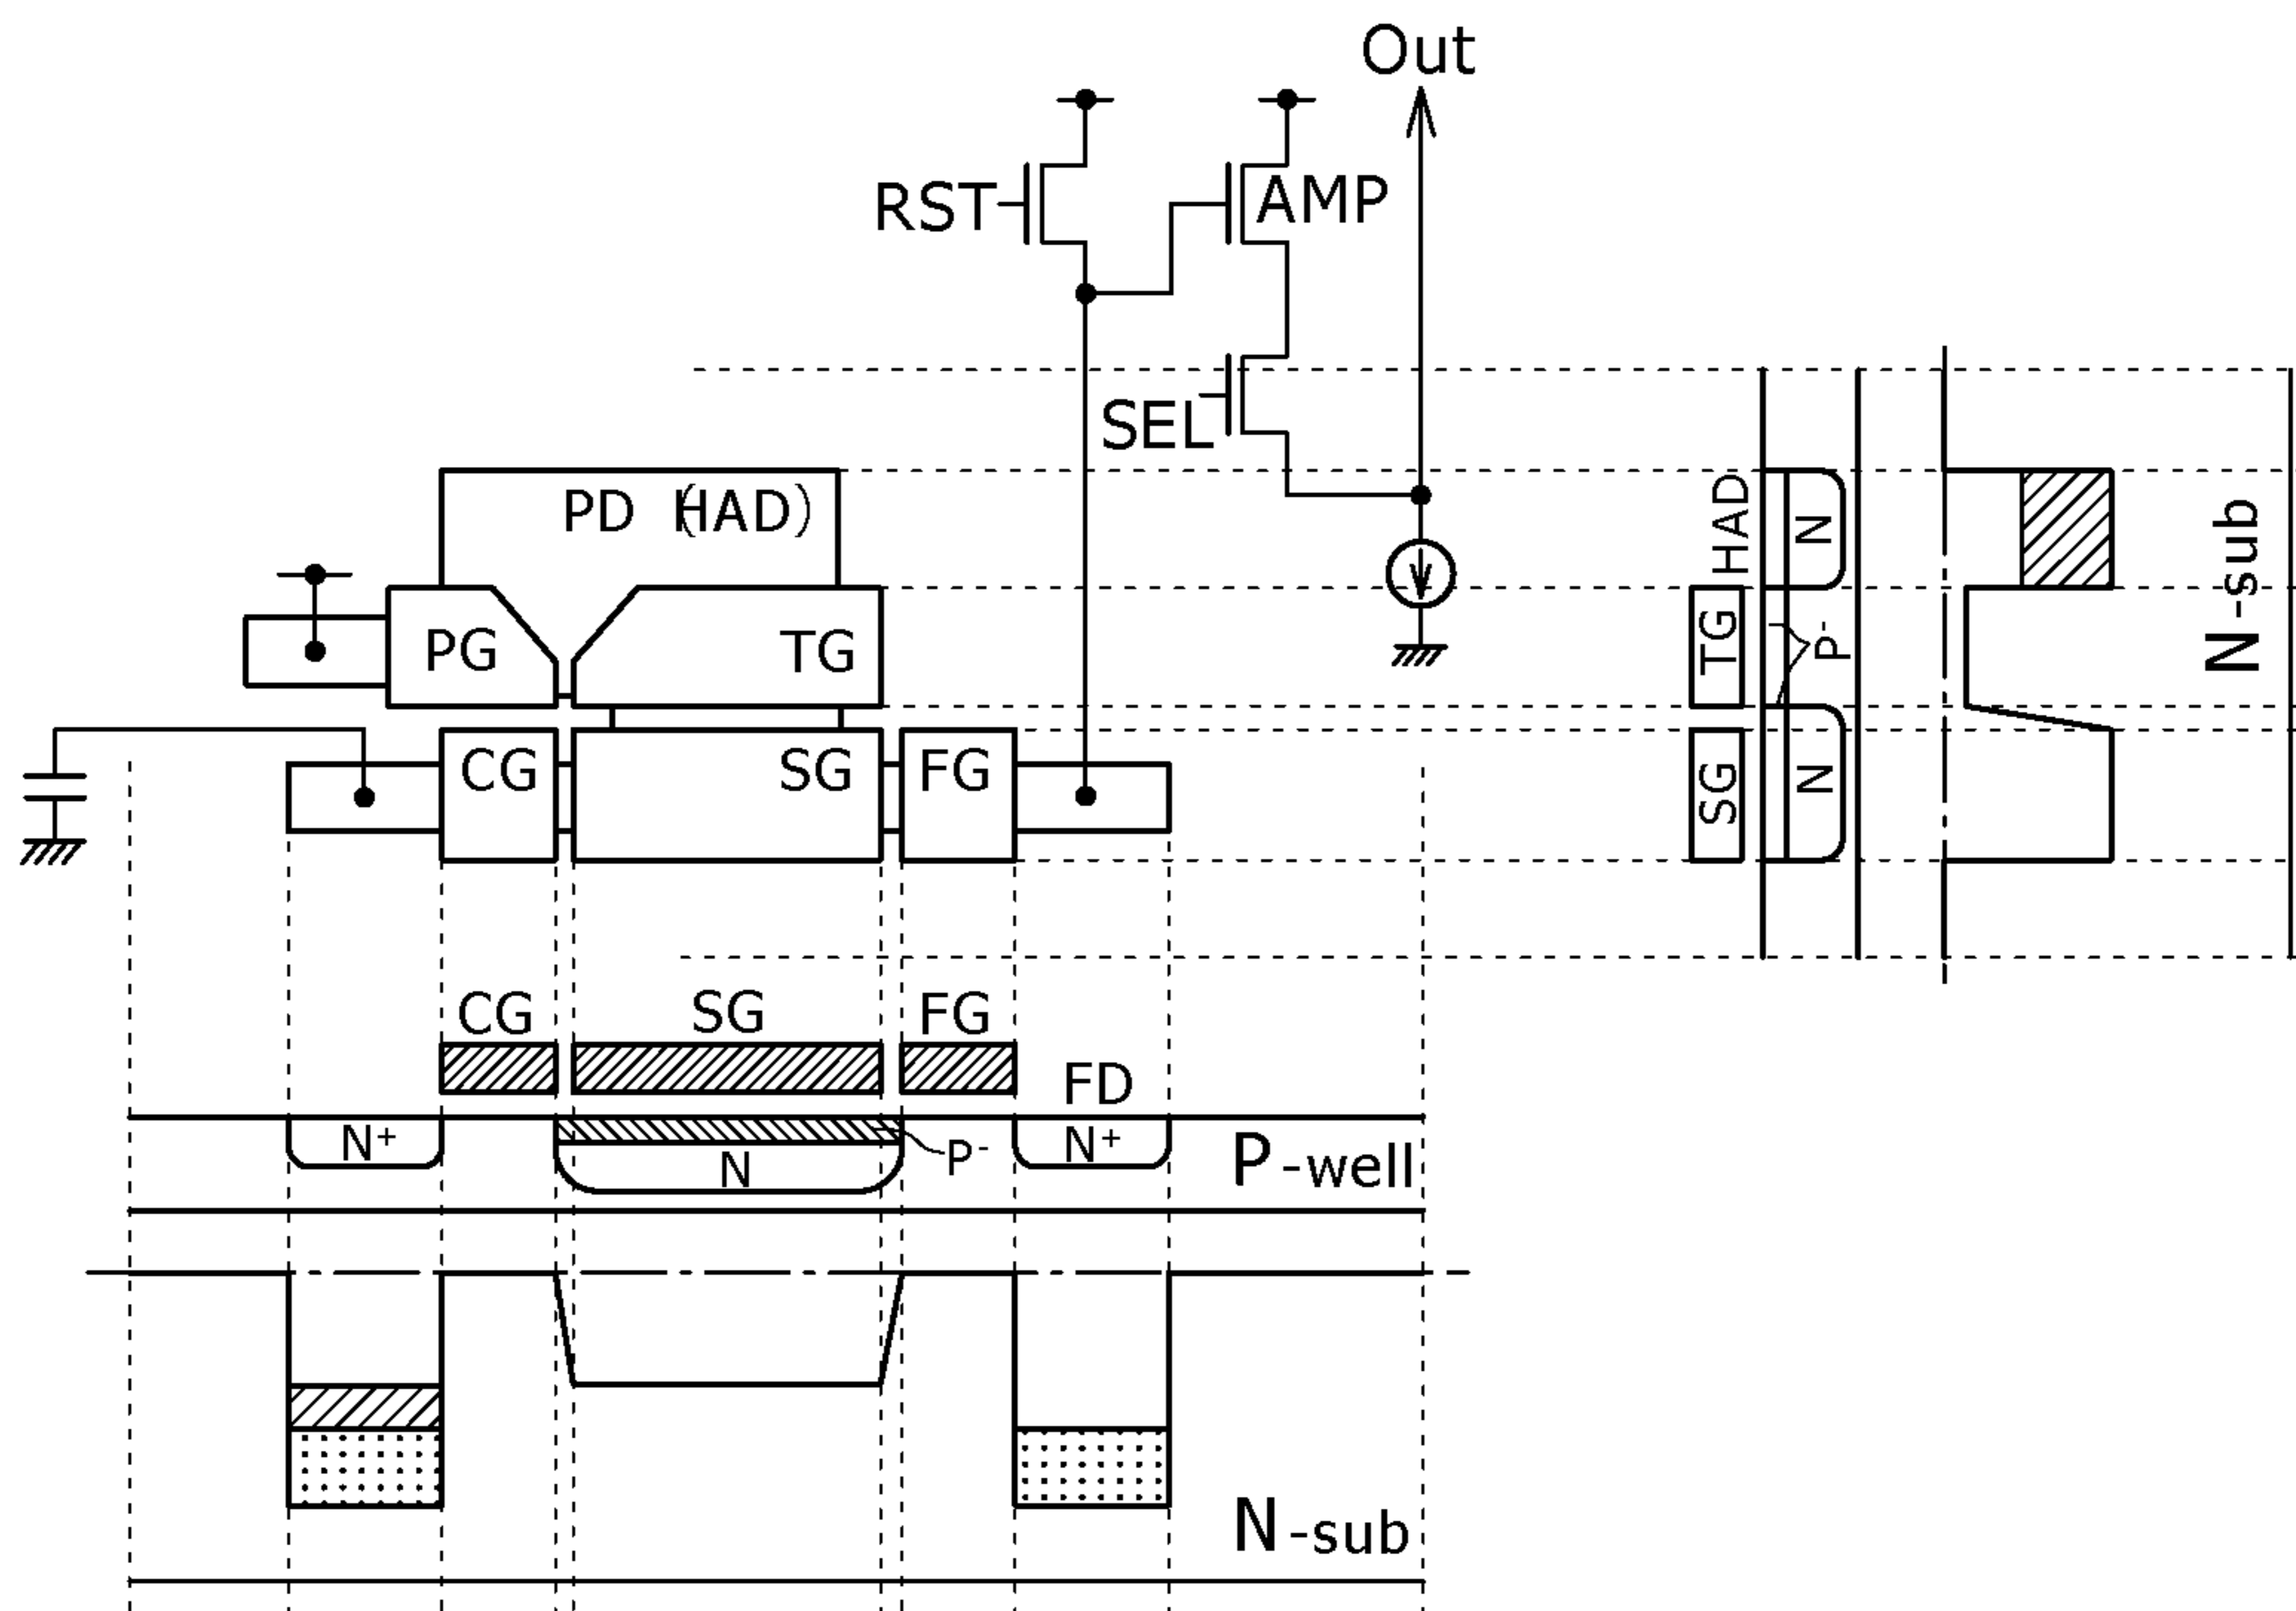 Out
RST
AMP
SEL
PD (HAD)
PG
TG
CG
SG
FG
HAD
N
TG
P-
SG
N
N-sub
CG
SG
FG
FD
N+
N
P-
N+
P-well
N-sub